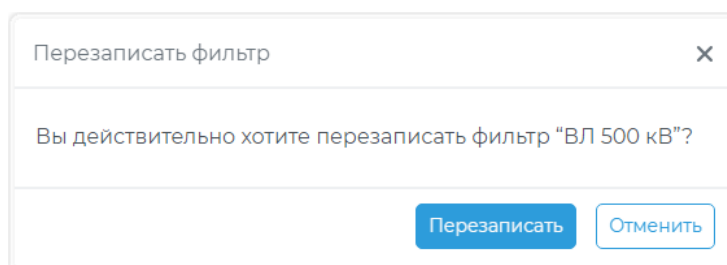 Перезаписать фильтр
Вы действительно хотите перезаписать фильтр “ВЛ 500 кВ”?
Перезаписать Отменить